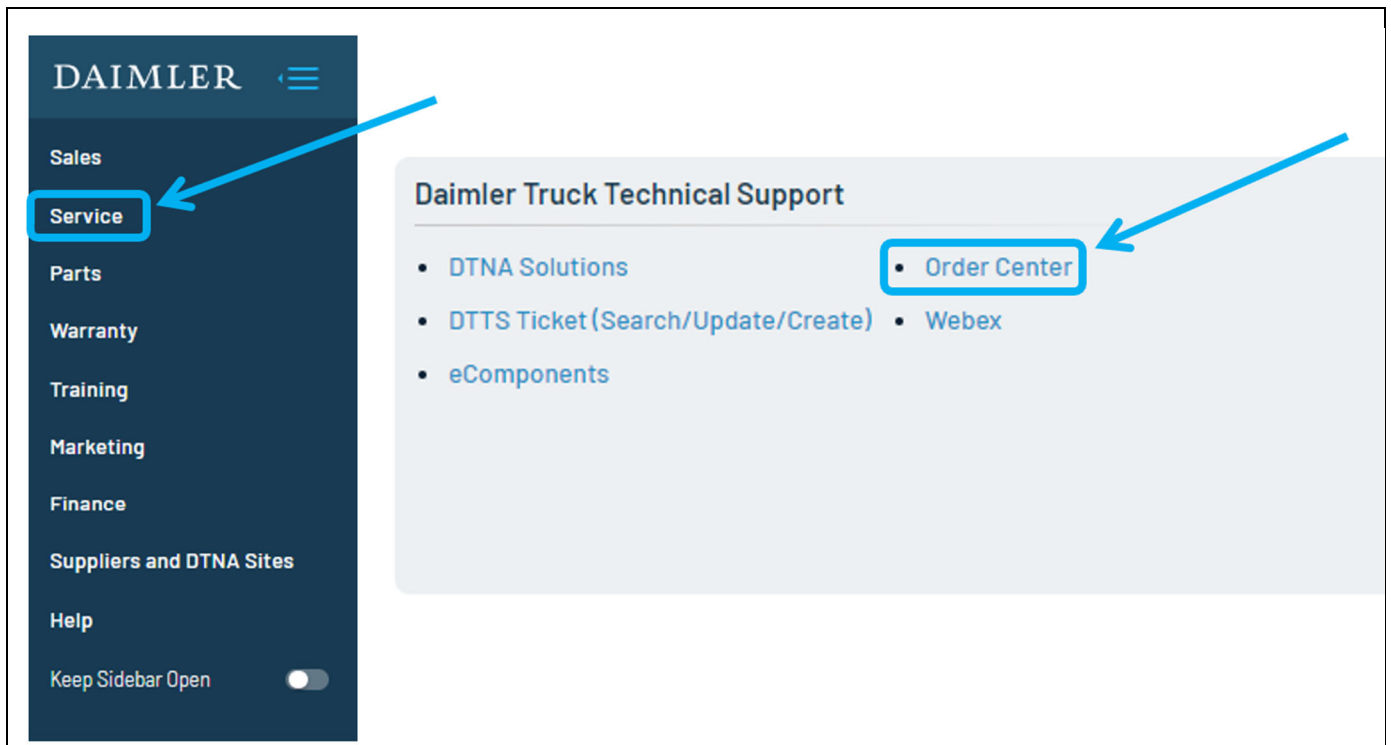 DAIMLER
Sales
Service
Parts
Warranty
Training
Marketing
Finance
Suppliers and DTNA Sites
Help
Keep Sidebar Open
Daimler Truck Technical Support
• DTNA Solutions
• Order Center
• DTTS Ticket (Search/Update/Create)
• Webex
• eComponents